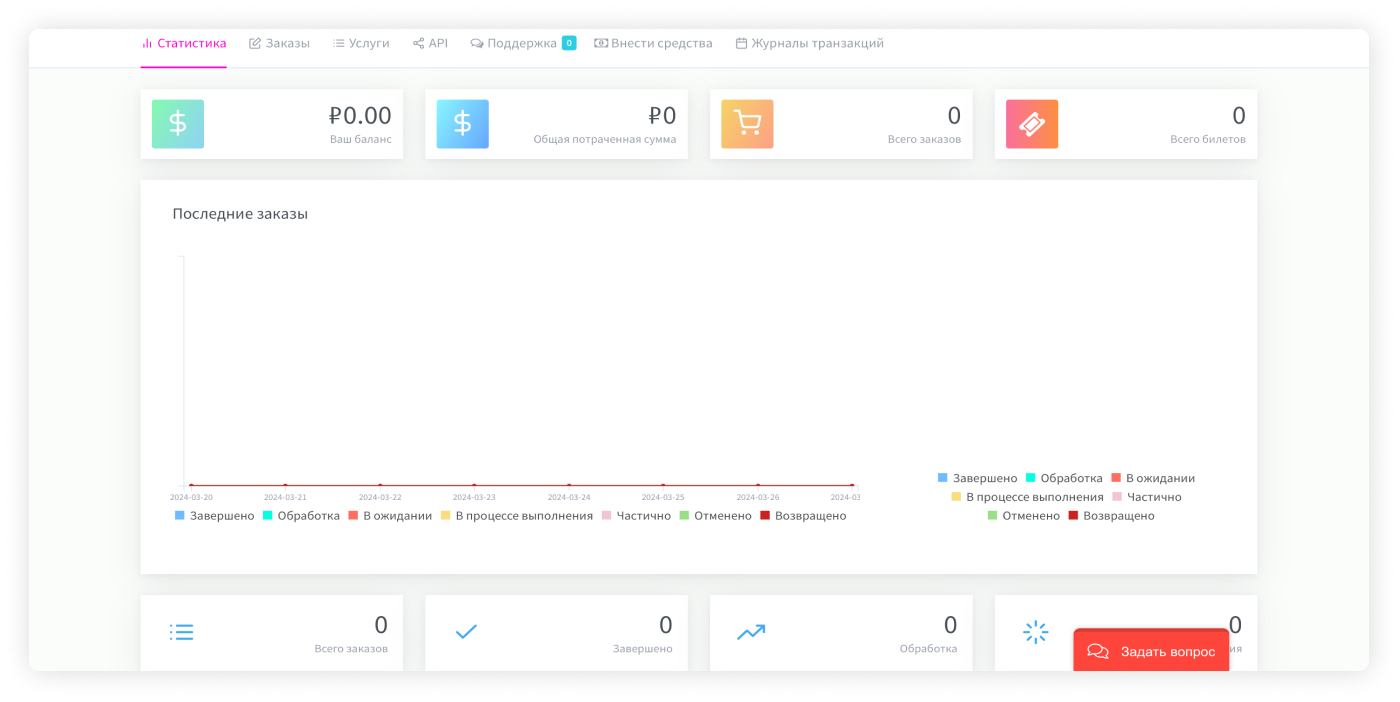 Статистика Заказы Услуги API Поддержка 0 Внести средства Журналы транзакций
₽0.00
Ваш баланс
₽0
Общая потраченная сумма
0
Всего заказов
0
Всего билетов
Последние заказы
2024-03-20 2024-03-21 2024-03-22 2024-03-23 2024-03-24 2024-03-25 2024-03-26 2024-03
Завершено Обработка В ожидании В процессе выполнения Частично Отменено Возвращено
Завершено Обработка В ожидании
В процессе выполнения Частично
Отменено Возвращено
0
Всего заказов
0
Завершено
0
Обработка
0
ия
Задать вопрос